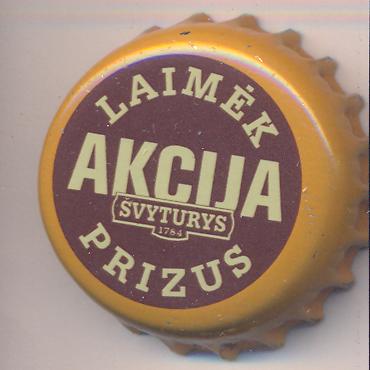 LAIMĖK
AKCIJA
ŠVYTURYS
1784
PRIZUS